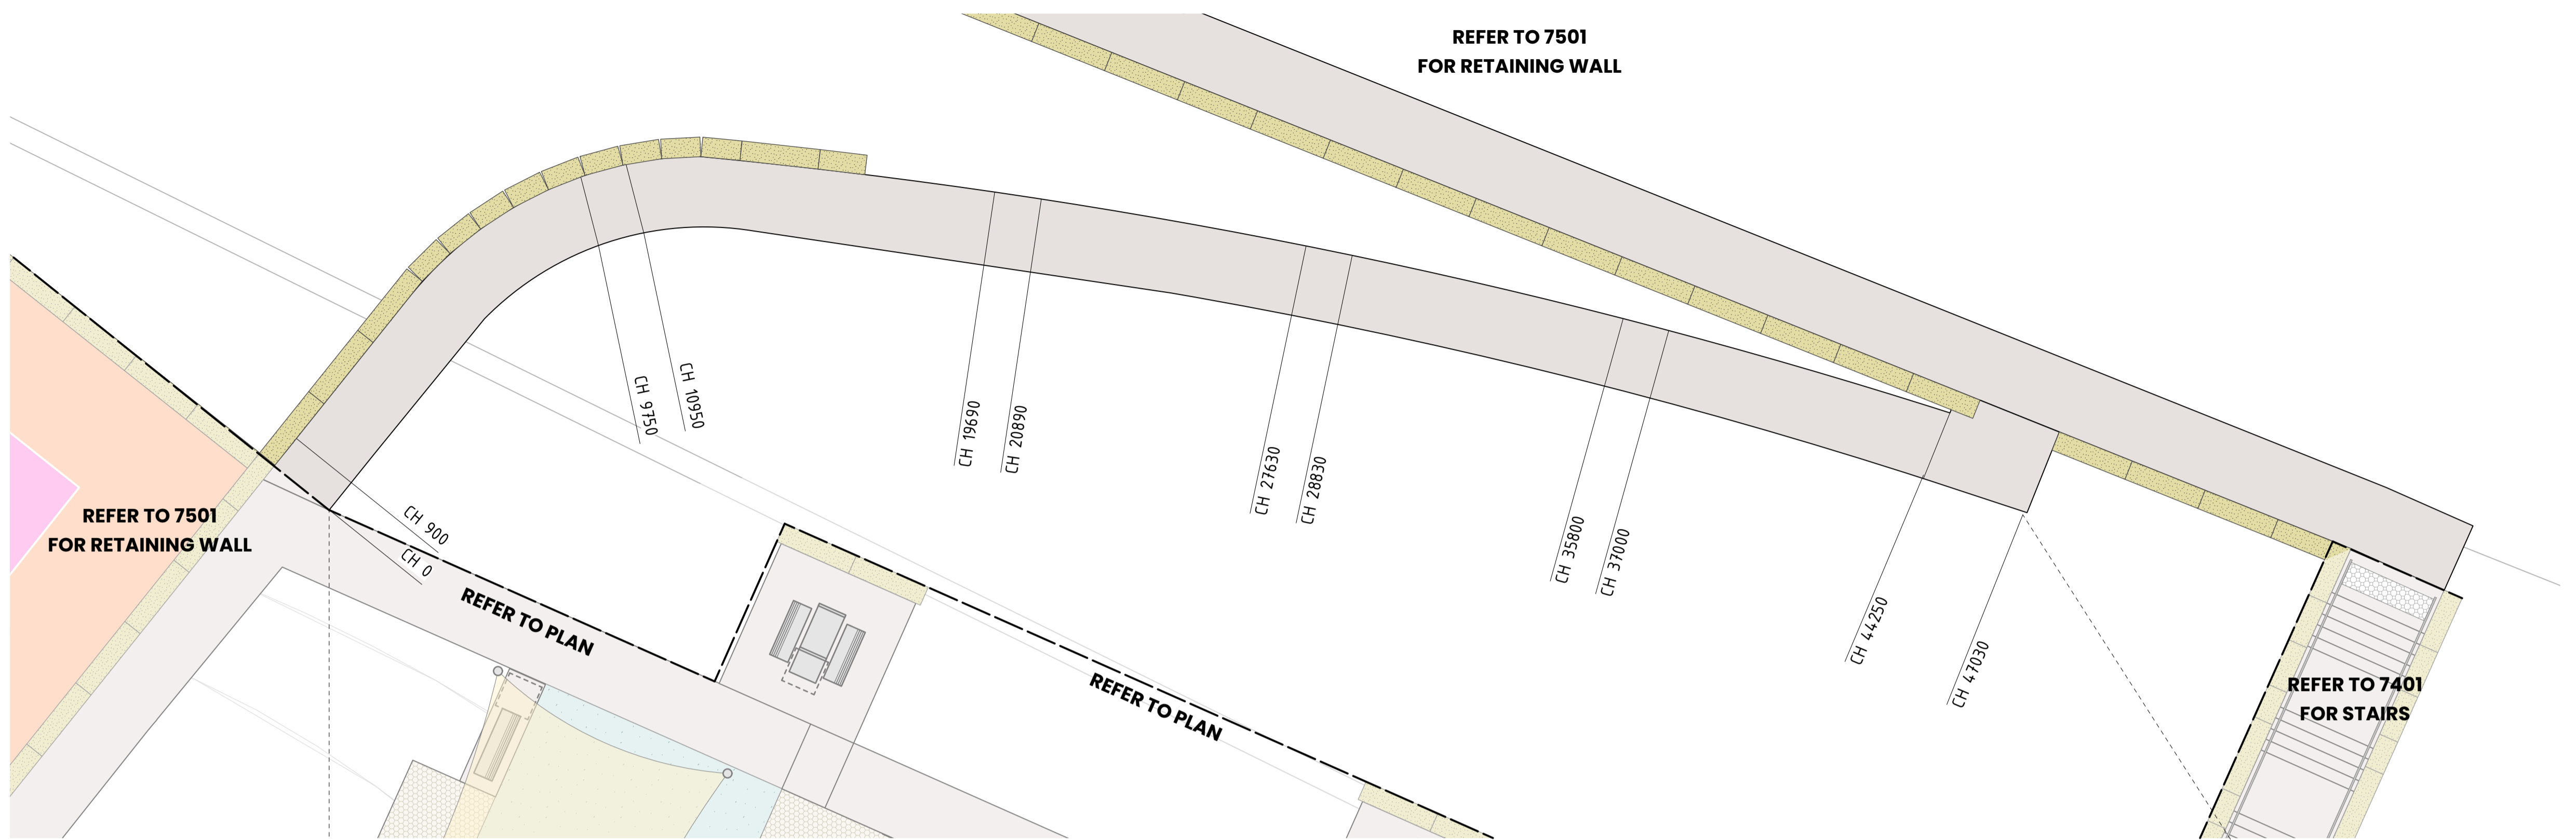 REFER TO 7501
FOR RETAINING WALL
CH 9750
CH 10950
CH 19690
CH 20890
CH 27630
CH 28830
CH 35800
CH 37000
CH 44250
CH 47030
REFER TO 7501
FOR RETAINING WALL
CH 900
CH 0
REFER TO PLAN
REFER TO PLAN
REFER TO 7401
FOR STAIRS